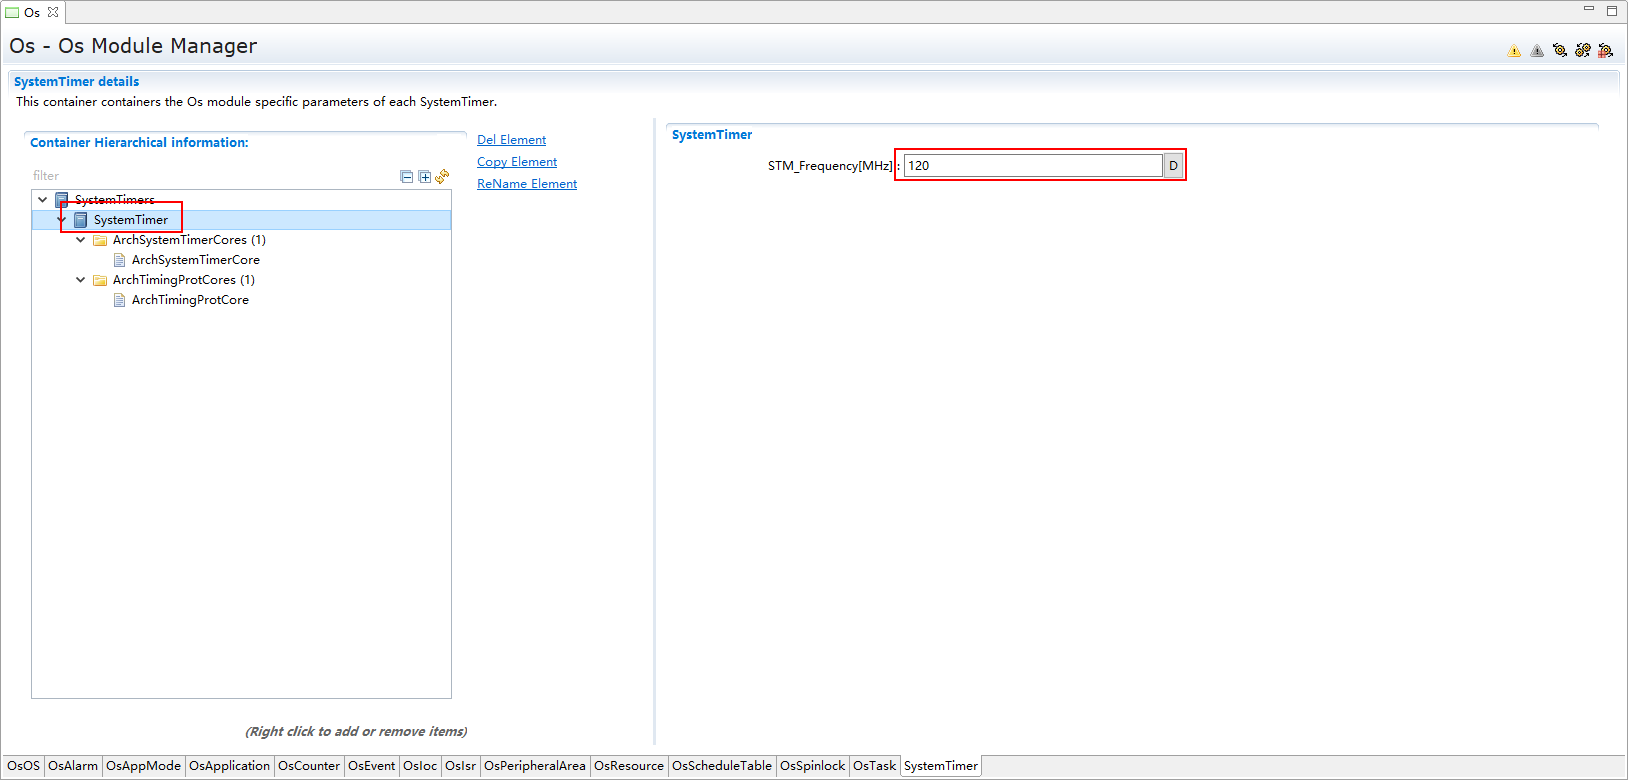 Os
Os - Os Module Manager
SystemTimer details
This container containers the Os module specific parameters of each SystemTimer.
Container Hierarchical information:
filter
SystemTimers
SystemTimer
ArchSystemTimerCores (1)
ArchSystemTimerCore
ArchTimingProtCores (1)
ArchTimingProtCore
(Right click to add or remove items)
Del Element
Copy Element
ReName Element
SystemTimer
STM_Frequency[MHz]: 120 D
OsOS OsAlarm OsAppMode OsApplication OsCounter OsEvent OsIoc OsIsr OsPeripheralArea OsResource OsScheduleTable OsSpinlock OsTask SystemTimer